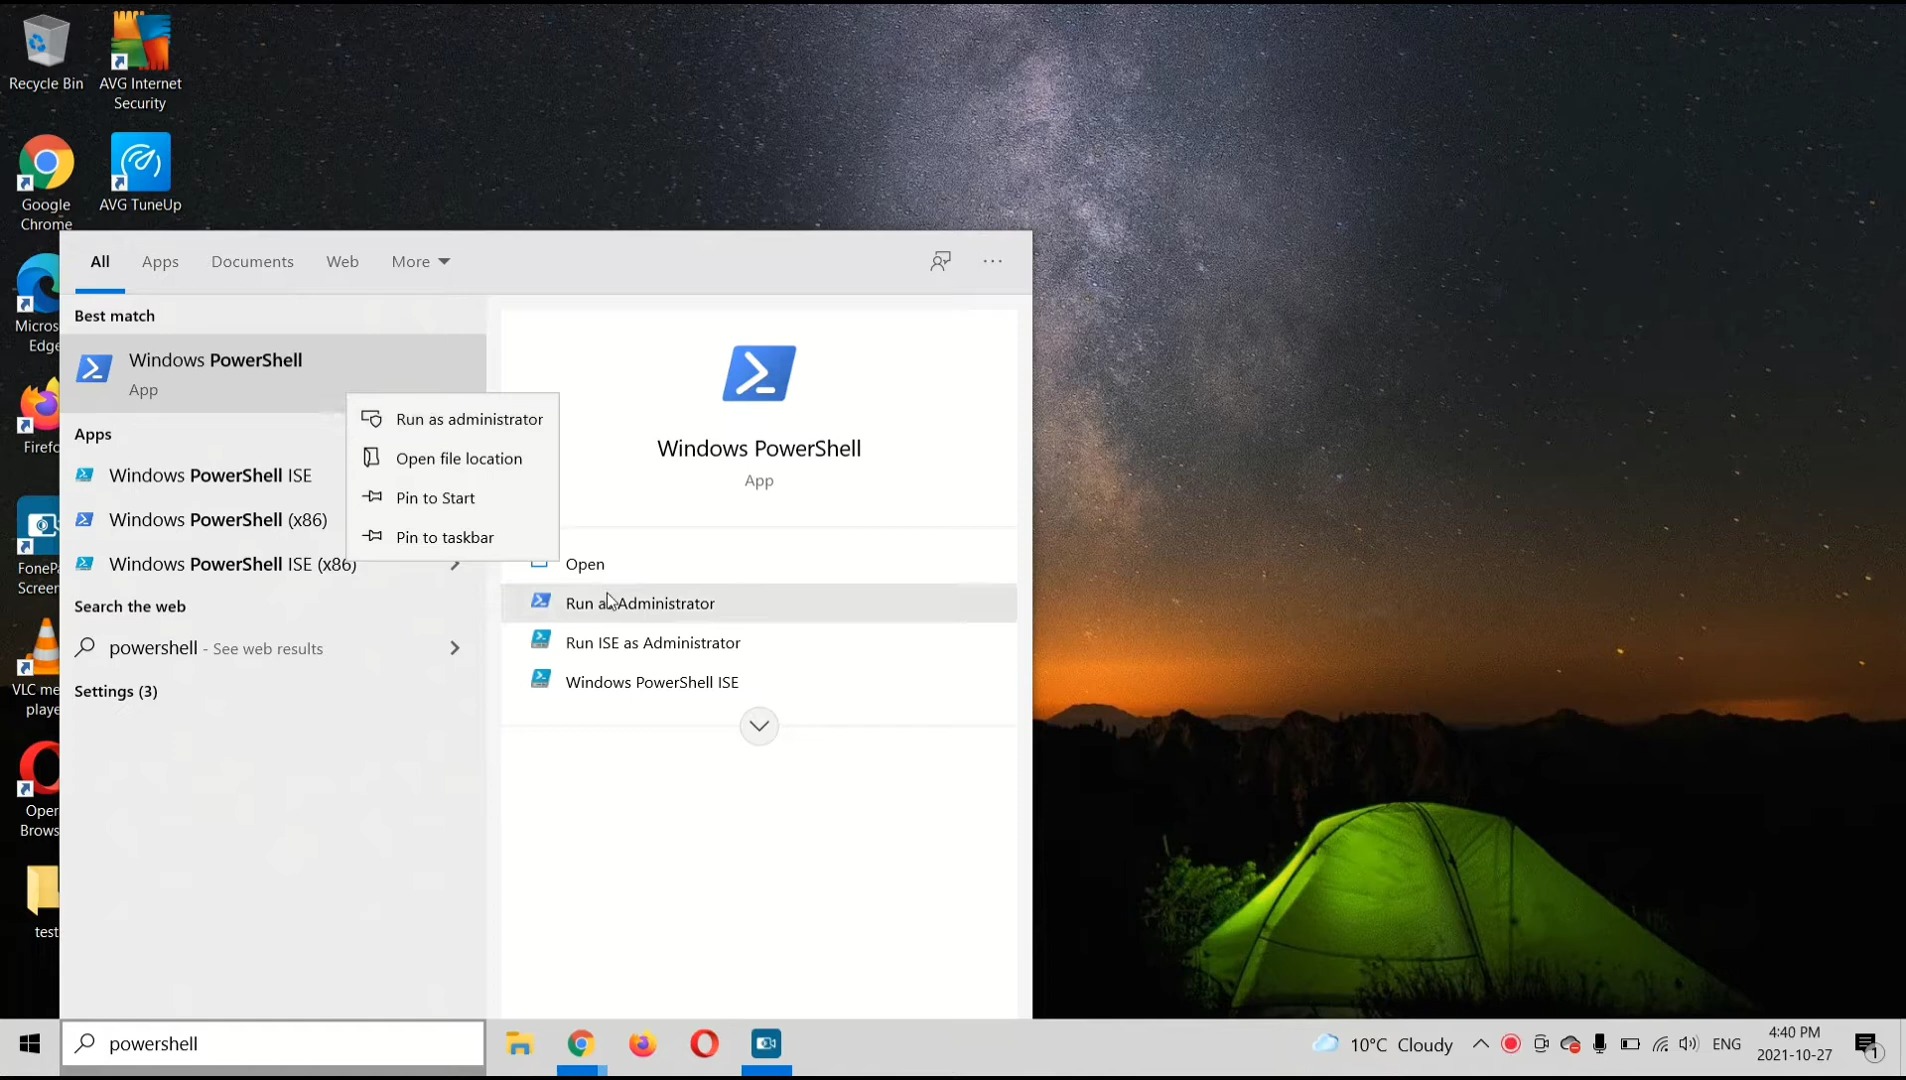 Recycle Bin
AVG Internet
Security
Google
Chrome
AVG TuneUp
Micros
Edge
Firefo
FonePa
Screen
VLC me
playe
Oper
Brows
test
All
Apps
Documents
Web
More
Best match
Windows PowerShell
App
Apps
Windows PowerShell ISE
Windows PowerShell (x86)
Windows PowerShell ISE (x86)
Search the web
powershell - See web results
Settings (3)
Run as administrator
Open file location
Pin to Start
Pin to taskbar
Windows PowerShell
App
Open
Run as Administrator
Run ISE as Administrator
Windows PowerShell ISE
powershell
10°C Cloudy
ENG
4:40 PM
2021-10-27
1